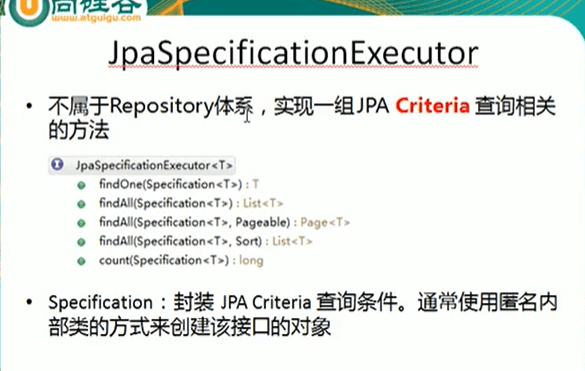 尚硅谷
www.atguigu.com
JpaSpecificationExecutor
• 不属于Repository体系，实现一组JPA Criteria 查询相关
的方法
JpaSpecificationExecutor<T>
findOne(Specification<T>) : T
findAll(Specification<T>) : List<T>
findAll(Specification<T>, Pageable) : Page<T>
findAll(Specification<T>, Sort) : List<T>
count(Specification<T>) : long
• Specification：封装 JPA Criteria 查询条件。通常使用匿名内
部类的方式来创建该接口的对象